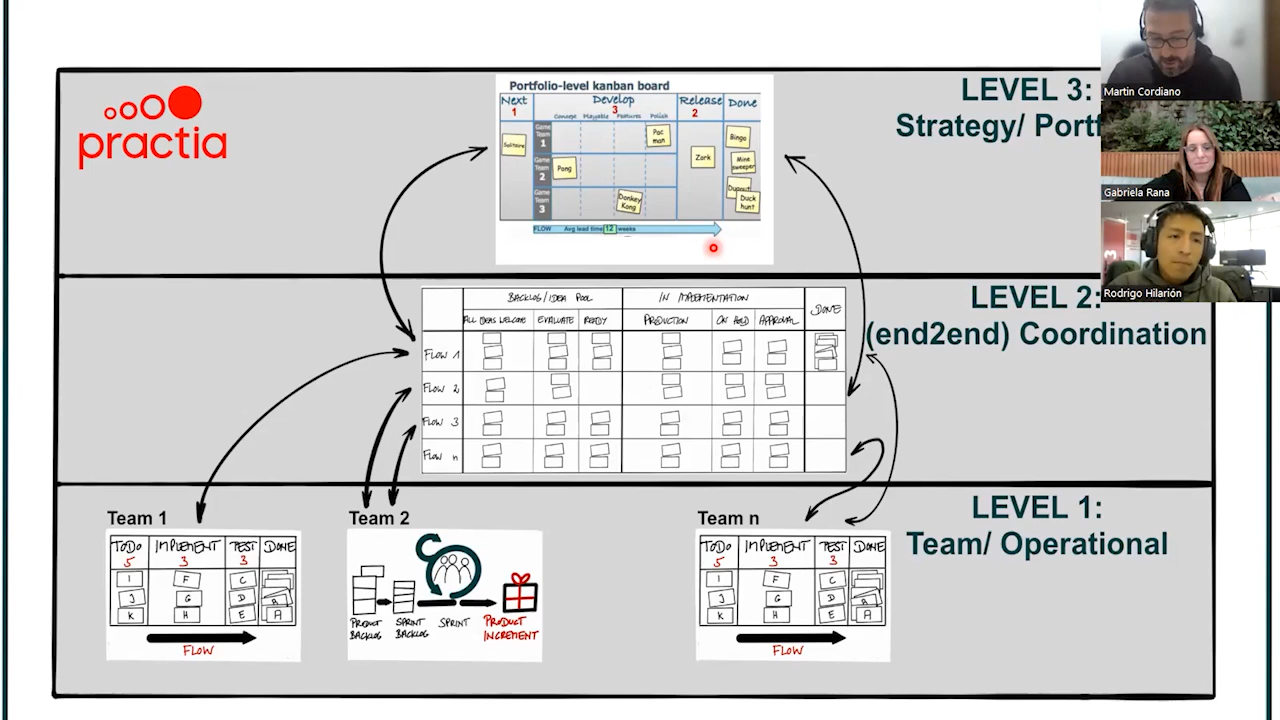 practia
Portfolio-level kanban board
Next
Develop
Release
Done
1
3
2
Concept
Playable
Features
Polish
Game Team 1
Game Team 2
Game Team 3
Solitaire
Pac man
Pong
Donkey Kong
Zork
Bingo
Mine sweeper
Dugout
Duck hunt
FLOW Avg lead time 12 weeks
LEVEL 3:
Strategy/ Portf
Martin Cordiano
Gabriela Rana
Rodrigo Hilarión
BACKLOG/IDEA POOL
IN IMPLEMENTATION
DONE
ALL IDEAS WELCOME
EVALUATE
READY
PRODUCTION
ON HOLD
APPROVAL
FLOW 1
FLOW 2
FLOW 3
FLOW n
LEVEL 2:
(end2end) Coordination
Team 1
TODO
IMPLEMENT
TEST
DONE
5
3
3
I F C
J G D B
K H E A
FLOW
Team 2
PRODUCT BACKLOG
SPRINT BACKLOG
SPRINT
PRODUCT INCREMENT
Team n
TODO
IMPLEMENT
TEST
DONE
5
3
3
I F C
J G D B
K H E A
FLOW
LEVEL 1:
Team/ Operational